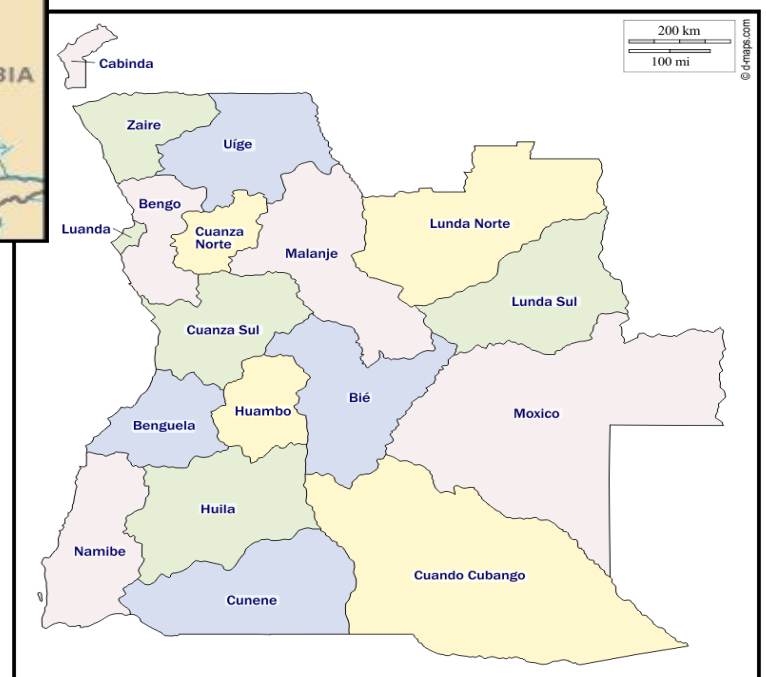 BIA
200 km
100 mi
© d-maps.com
Cabinda
Zaire
Uíge
Bengo
Luanda
Cuanza
Norte
Malanje
Lunda Norte
Lunda Sul
Cuanza Sul
Bié
Huambo
Benguela
Moxico
Huila
Namibe
Cunene
Cuando Cubango